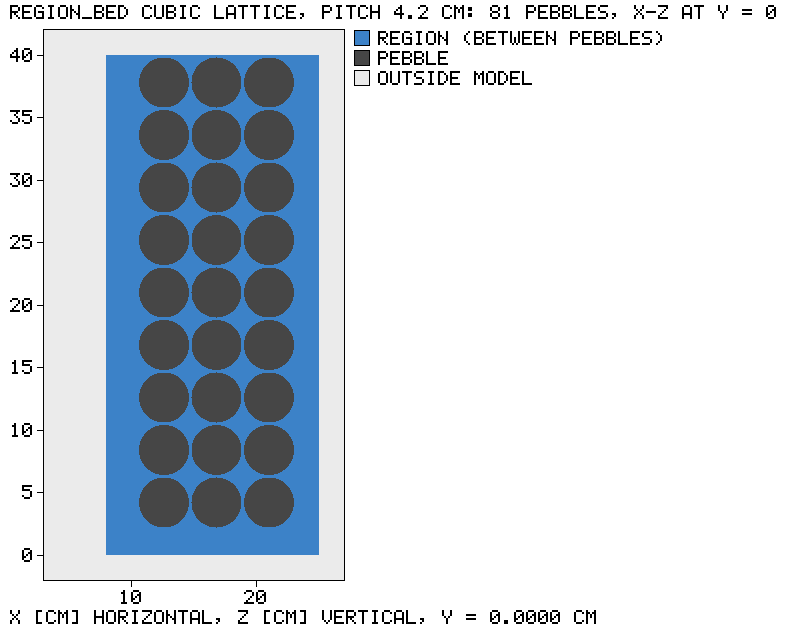 REGION_BED CUBIC LATTICE, PITCH 4.2 CM: 81 PEBBLES, X-Z AT Y = 0
REGION (BETWEEN PEBBLES)
PEBBLE
OUTSIDE MODEL
40
35
30
25
20
15
10
5
0
10 20
X [CM] HORIZONTAL, Z [CM] VERTICAL, Y = 0.0000 CM